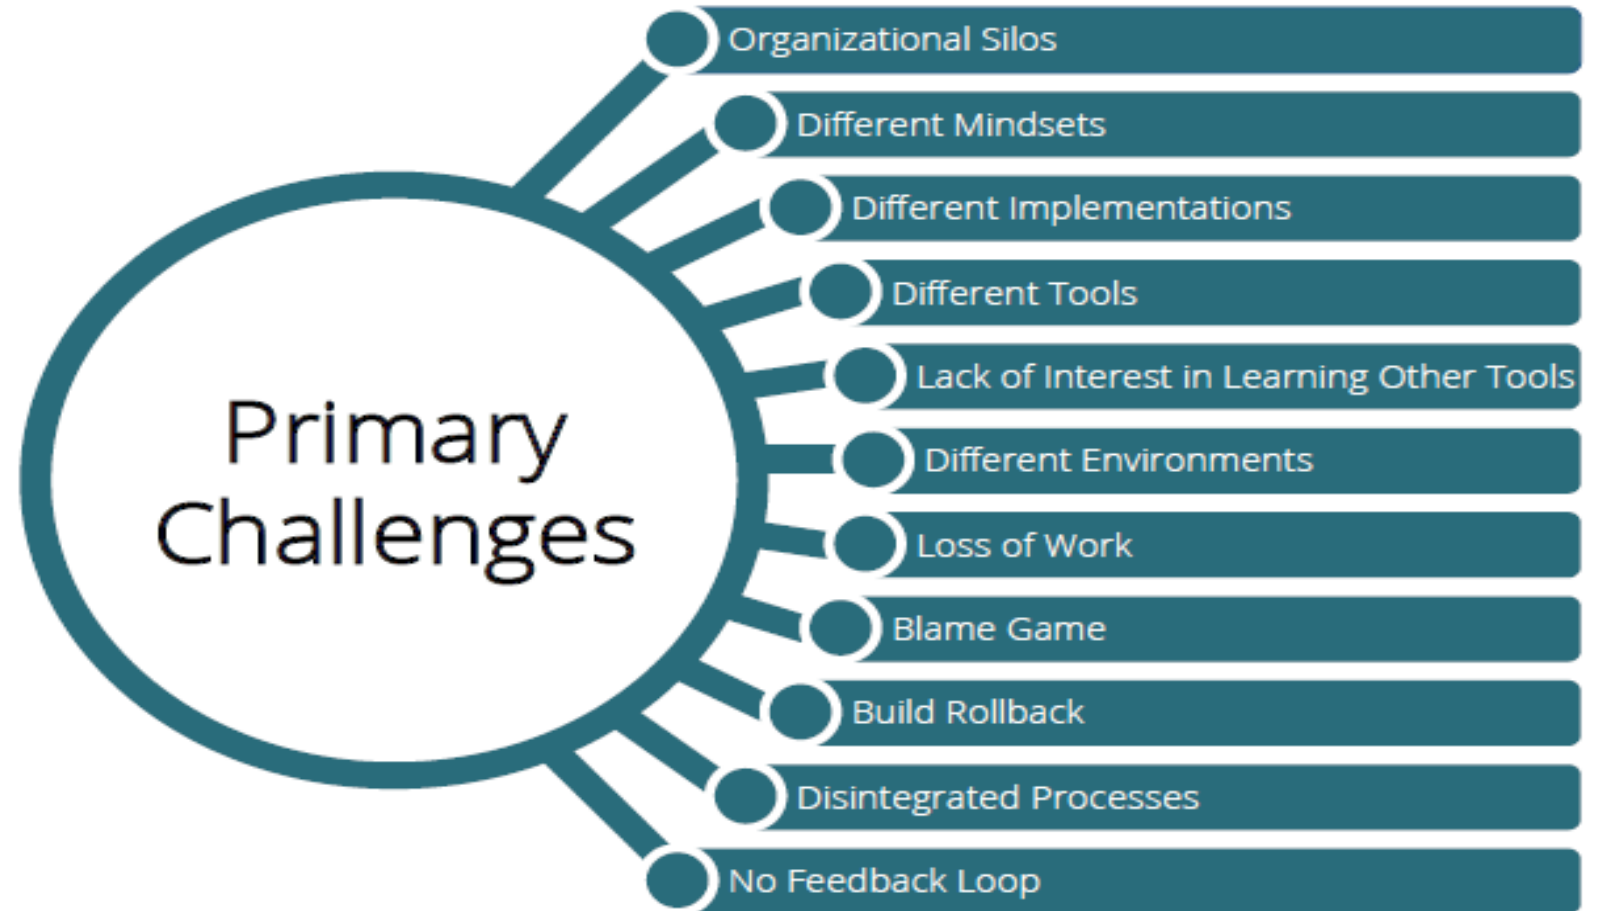 Primary
Challenges
Organizational Silos
Different Mindsets
Different Implementations
Different Tools
Lack of Interest in Learning Other Tools
Different Environments
Loss of Work
Blame Game
Build Rollback
Disintegrated Processes
No Feedback Loop